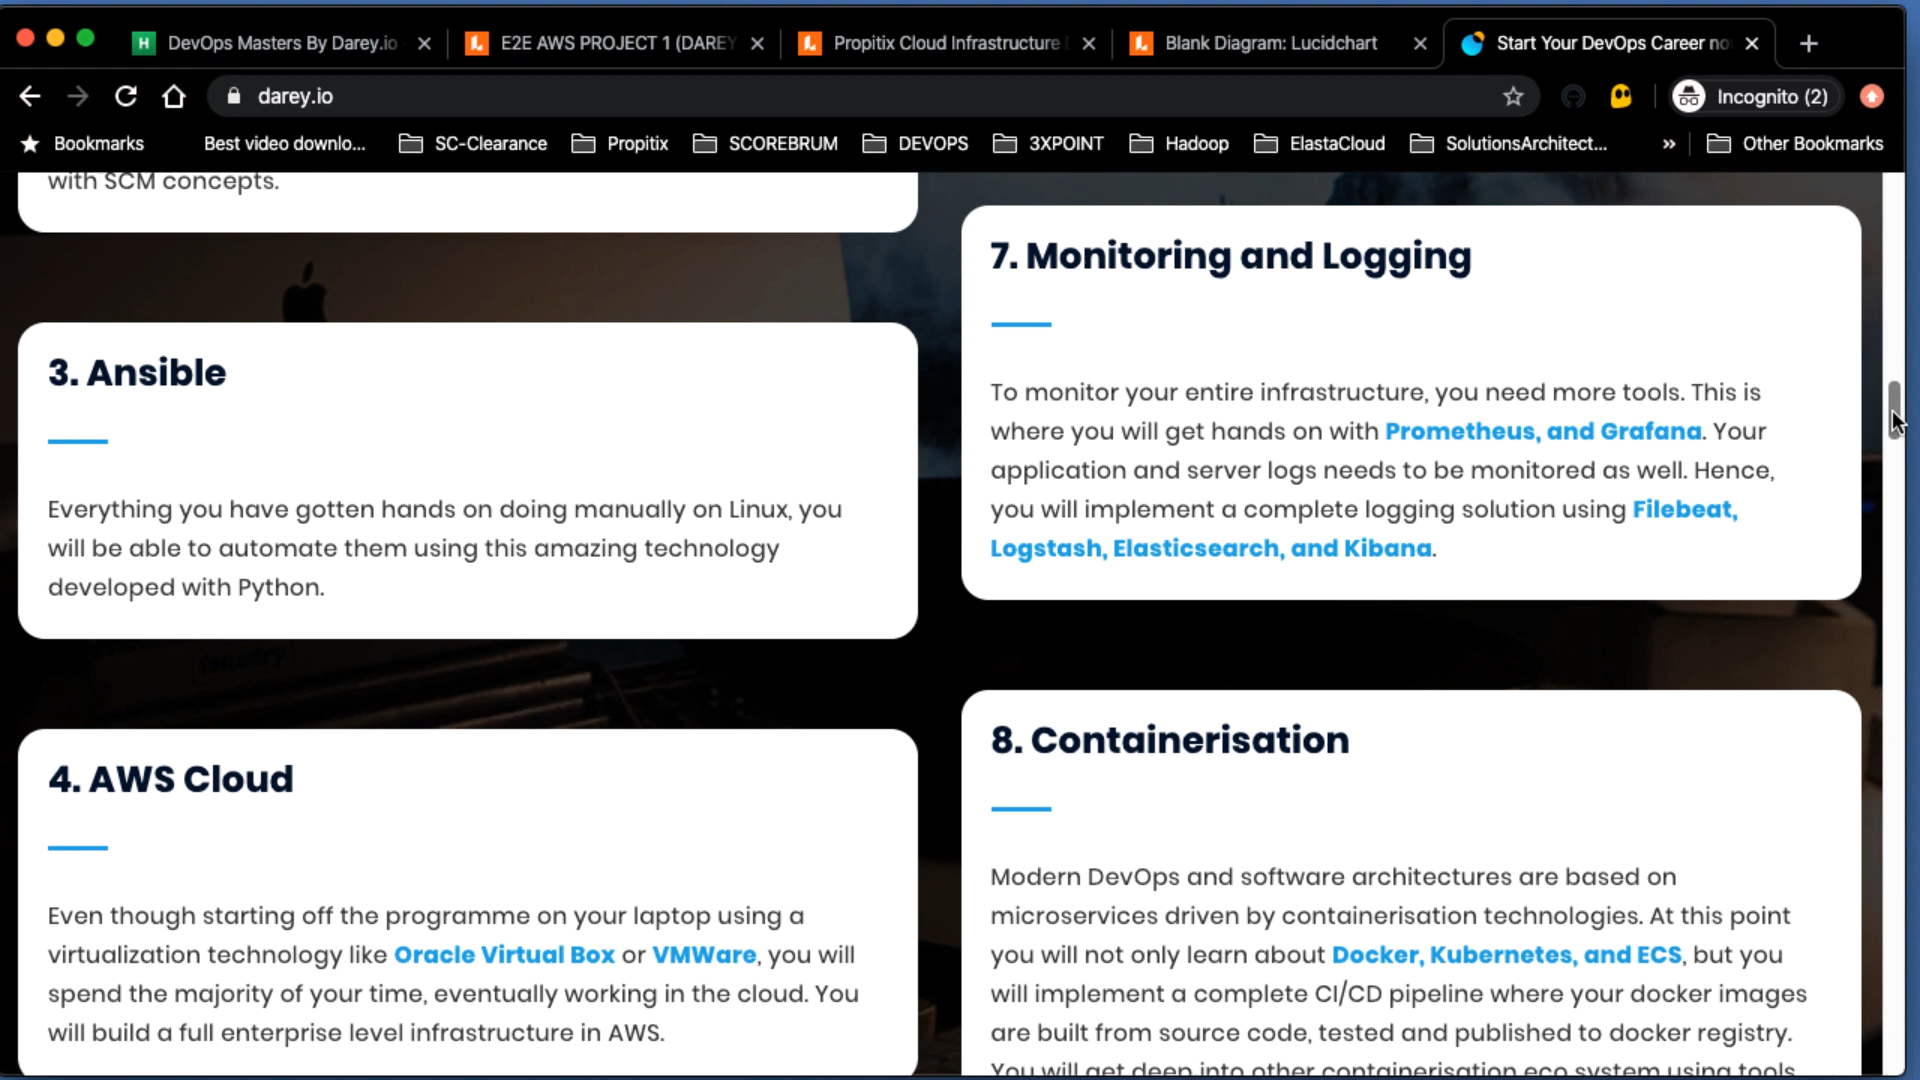 DevOps Masters By Darey.io
E2E AWS PROJECT 1 (DAREY
Propitix Cloud Infrastructure
Blank Diagram: Lucidchart
Start Your DevOps Career no
darey.io
Incognito (2)
Bookmarks
Best video downlo...
SC-Clearance
Propitix
SCOREBRUM
DEVOPS
3XPOINT
Hadoop
ElastaCloud
SolutionsArchitect...
»
Other Bookmarks
with SCM concepts.
3. Ansible
Everything you have gotten hands on doing manually on Linux, you
will be able to automate them using this amazing technology
developed with Python.
4. AWS Cloud
Even though starting off the programme on your laptop using a
virtualization technology like Oracle Virtual Box or VMWare, you will
spend the majority of your time, eventually working in the cloud. You
will build a full enterprise level infrastructure in AWS.
7. Monitoring and Logging
To monitor your entire infrastructure, you need more tools. This is
where you will get hands on with Prometheus, and Grafana. Your
application and server logs needs to be monitored as well. Hence,
you will implement a complete logging solution using Filebeat,
Logstash, Elasticsearch, and Kibana.
8. Containerisation
Modern DevOps and software architectures are based on
microservices driven by containerisation technologies. At this point
you will not only learn about Docker, Kubernetes, and ECS, but you
will implement a complete CI/CD pipeline where your docker images
are built from source code, tested and published to docker registry.
You will get deep into other containerisation eco system using tools